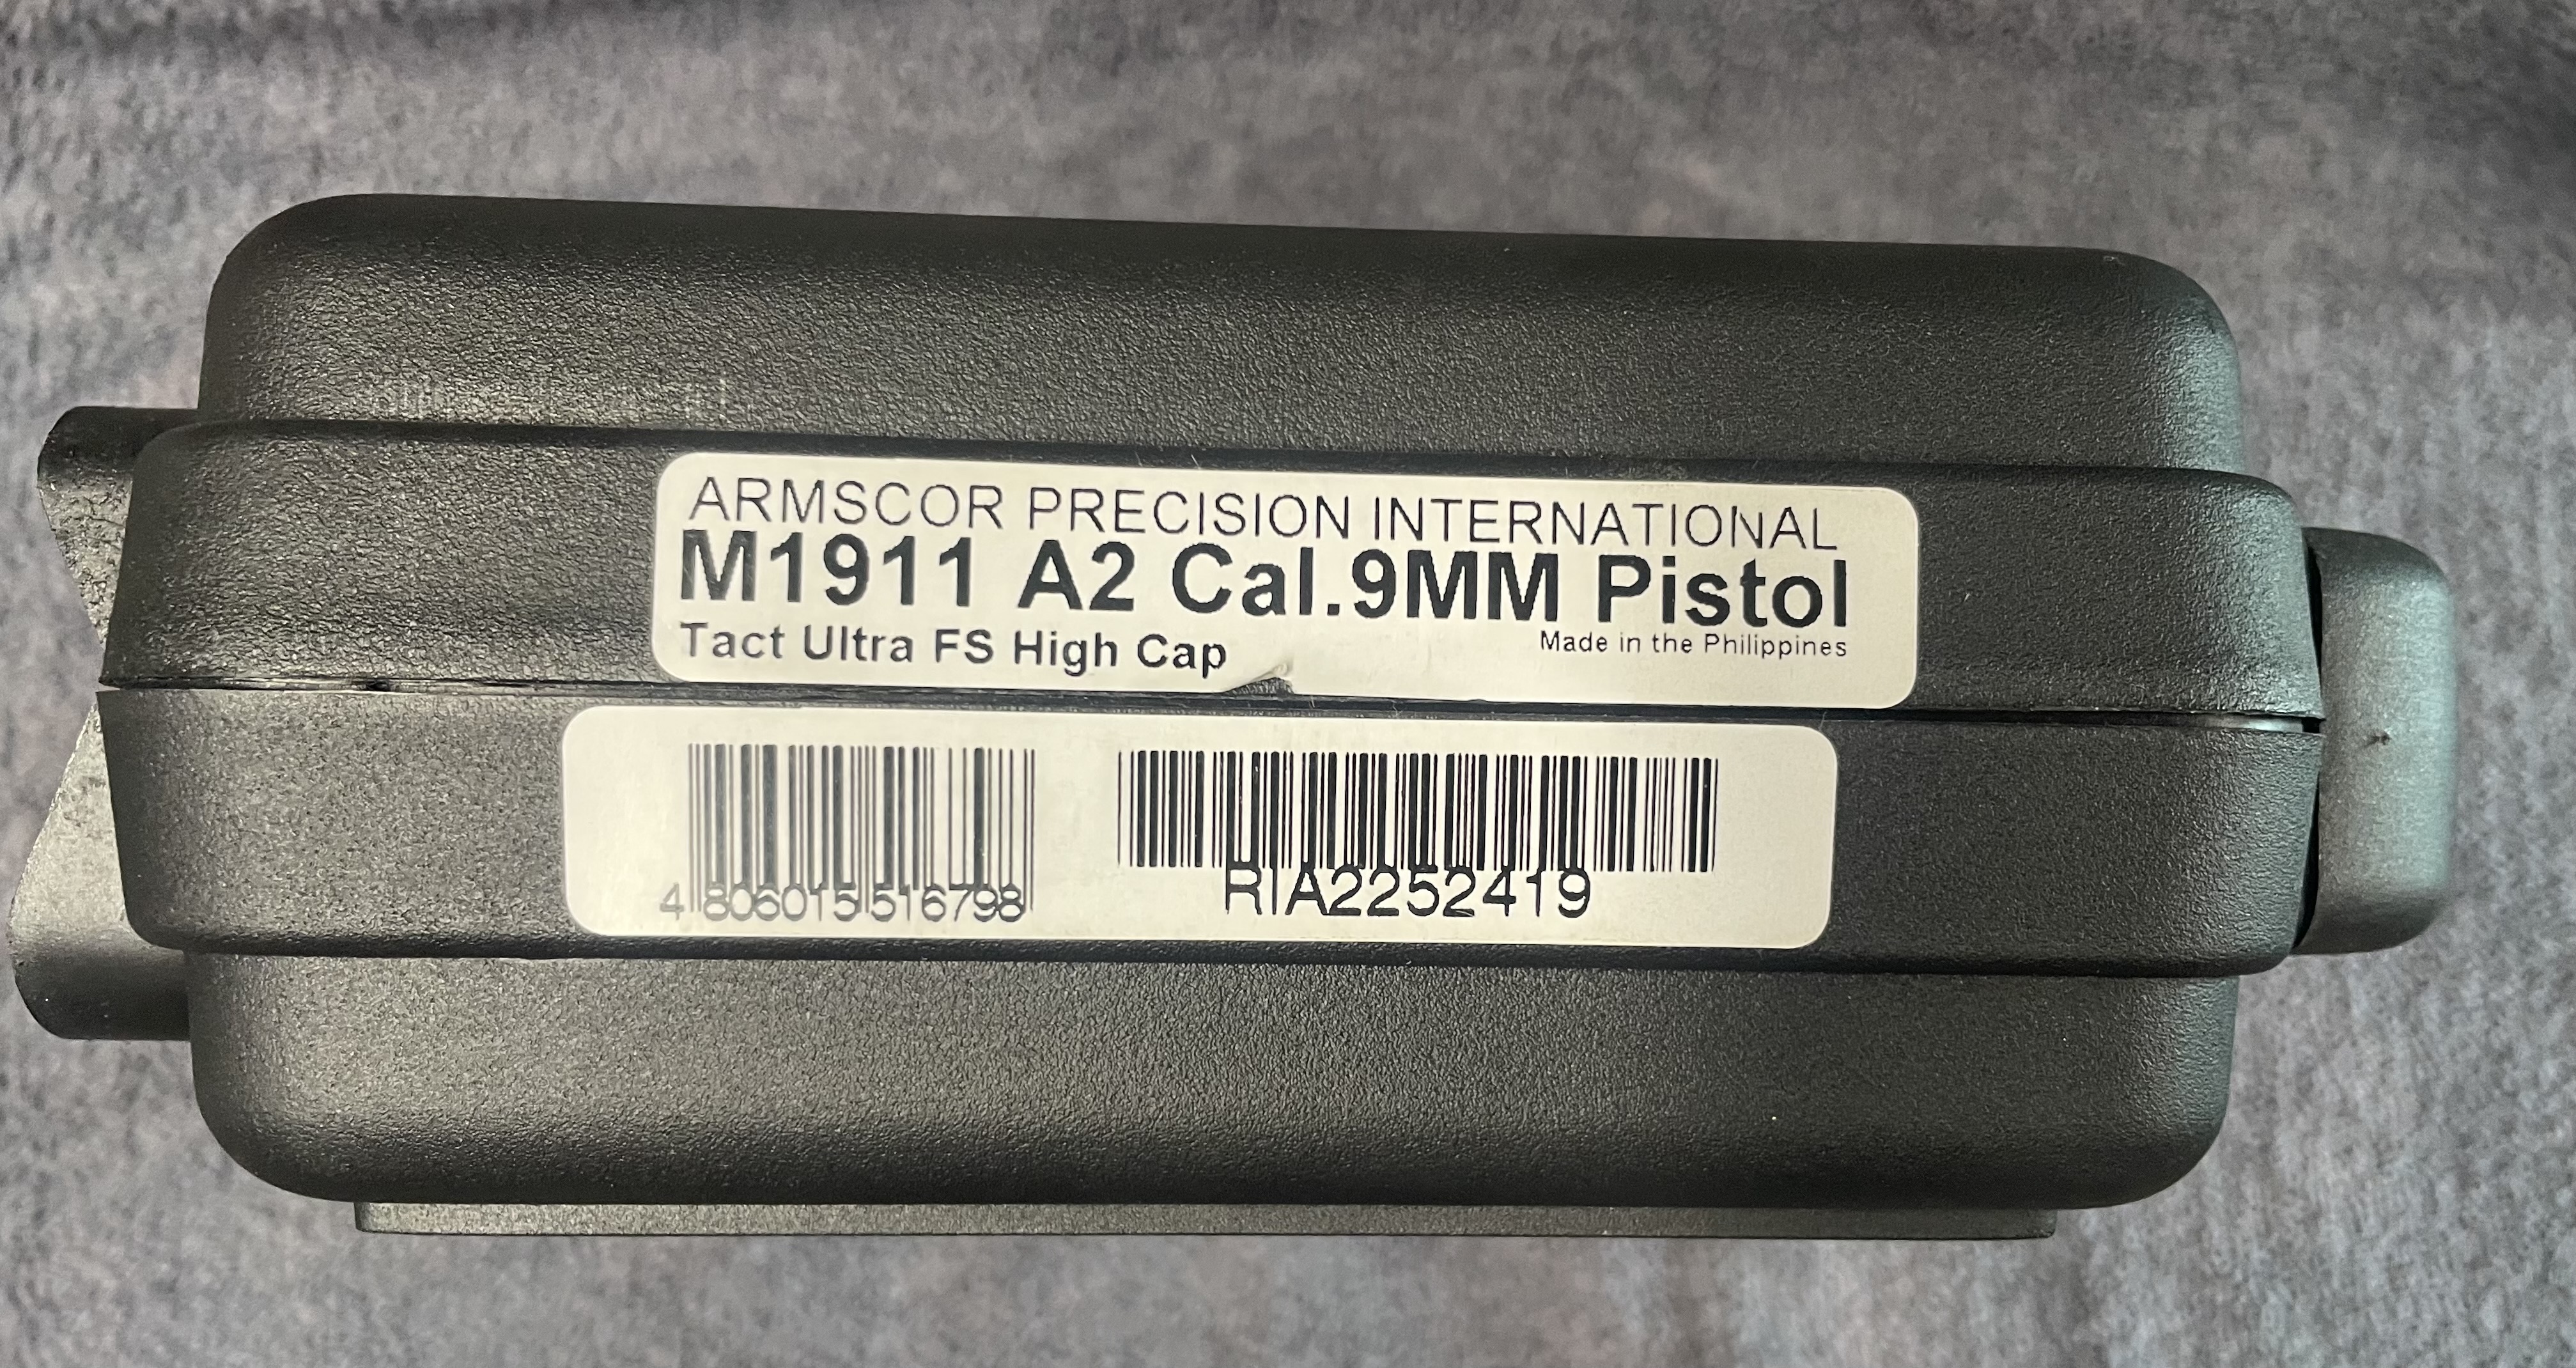 ARMSCOR PRECISION INTERNATIONAL
M1911 A2 Cal.9MM Pistol
Tact Ultra FS High Cap
Made in the Philippines
4 806015 516798
RIA2252419